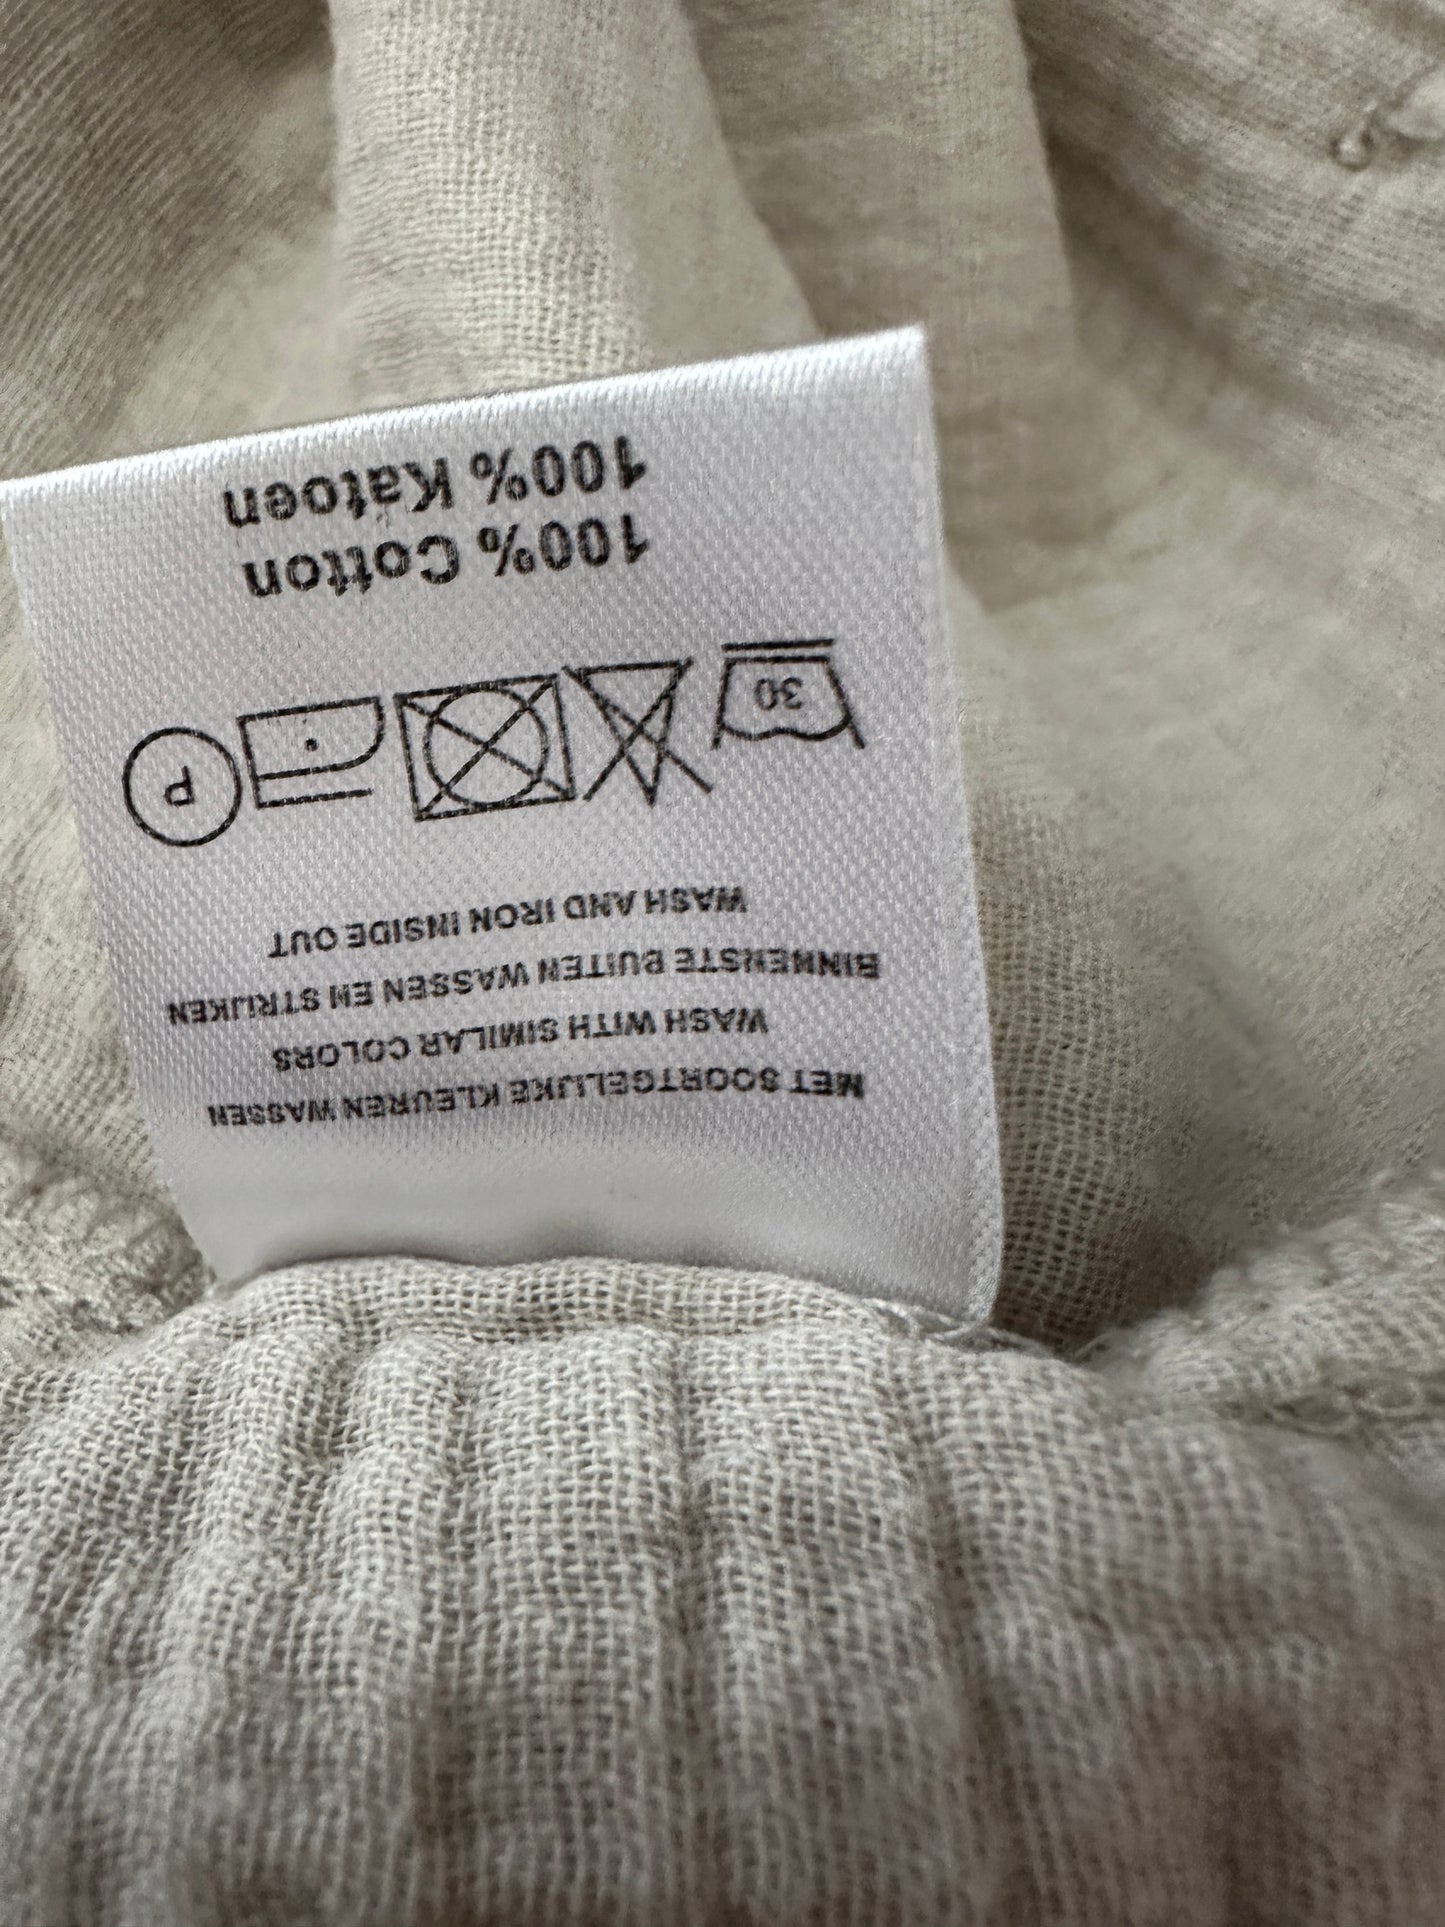 100% Katoen
100% Cotton
30 P
WASH AND IRON INSIDE OUT
BINNENSTE BUITEN WASSEN EN STRIJKEN
WASH WITH SIMILAR COLORS
MET SOORTGELIJKE KLEUREN WASSEN